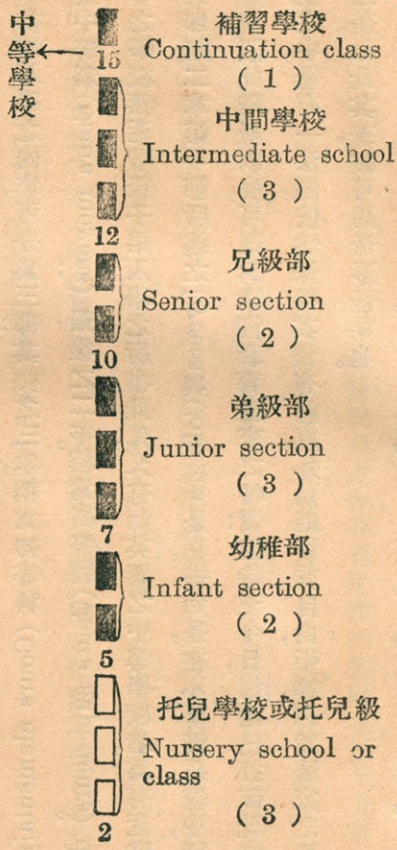 中等學校
補習學校
15
Continuation class
( 1 )
中間學校
Intermediate school
( 3 )
12
兄級部
Senior section
( 2 )
10
弟級部
Junior section
( 3 )
7
幼稚部
Infant section
( 2 )
5
托兒學校或托兒級
Nursery school or
class
( 3 )
2